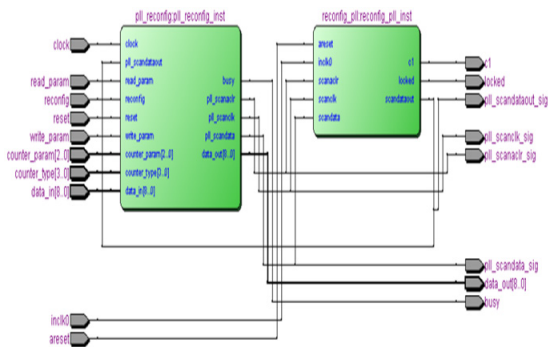 pll_reconfig:pll_reconfig_inst
reconfig_pll:reconfig_pll_inst
clock
read_param
reconfig
reset
write_param
counter_param[2..0]
counter_type[3..0]
data_in[8..0]
inclk0
areset
clock
pll_scandataout
read_param
reconfig
reset
write_param
counter_param[2..0]
counter_type[3..0]
data_in[8..0]
busy
pll_scanaclr
pll_scanclk
pll_scandata
data_out[8..0]
areset
inclk0
scanaclr
scanclk
scandata
c1
locked
scandataout
c1
locked
pll_scandataout_sig
pll_scanclk_sig
pll_scanaclr_sig
pll_scandata_sig
data_out[8..0]
busy